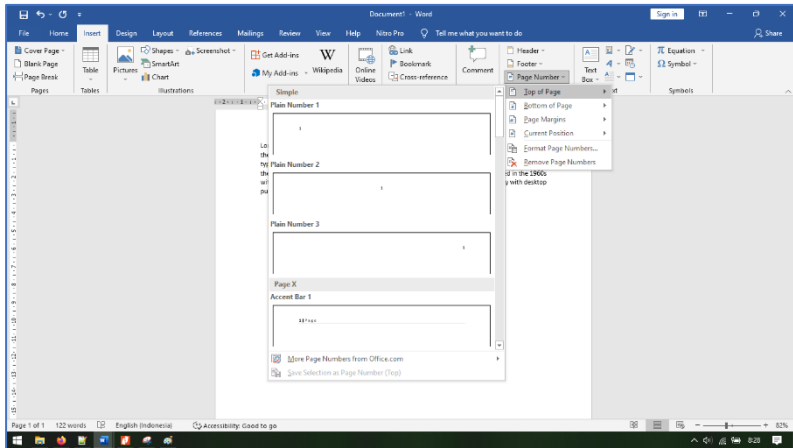 Document1 - Word
Sign in
File Home Insert Design Layout References Mailings Review View Help Nitro Pro Tell me what you want to do Share
Cover Page
Blank Page
Page Break
Pages
Table
Tables
Pictures
Shapes
SmartArt
Chart
Screenshot
Illustrations
Get Add-ins
My Add-ins
Wikipedia
Online
Videos
Link
Bookmark
Cross-reference
Comment
Header
Footer
Page Number
Text
Box
Equation
Symbol
Symbols
Top of Page
Bottom of Page
Page Margins
Current Position
Format Page Numbers...
Remove Page Numbers
Simple
Plain Number 1
1
Plain Number 2
1
Plain Number 3
Page X
Accent Bar 1
1|Page
More Page Numbers from Office.com
Save Selection as Page Number (Top)
in the 1960s
with desktop
Page 1 of 1 122 words English (Indonesia) Accessibility: Good to go 82%
8:28